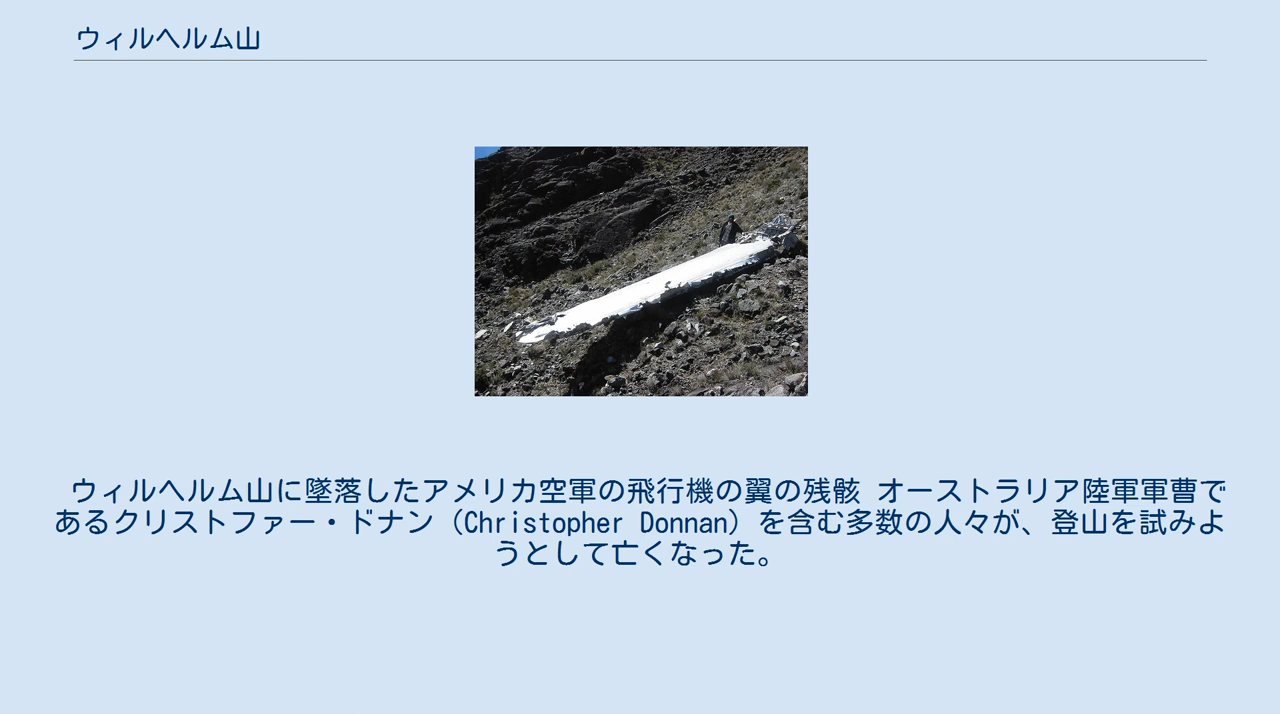 ウィルヘルム山
ウィルヘルム山に墜落したアメリカ空軍の飛行機の翼の残骸 オーストラリア陸軍軍曹で
あるクリストファー・ドナン（Christopher Donnan）を含む多数の人々が、登山を試みよ
うとして亡くなった。